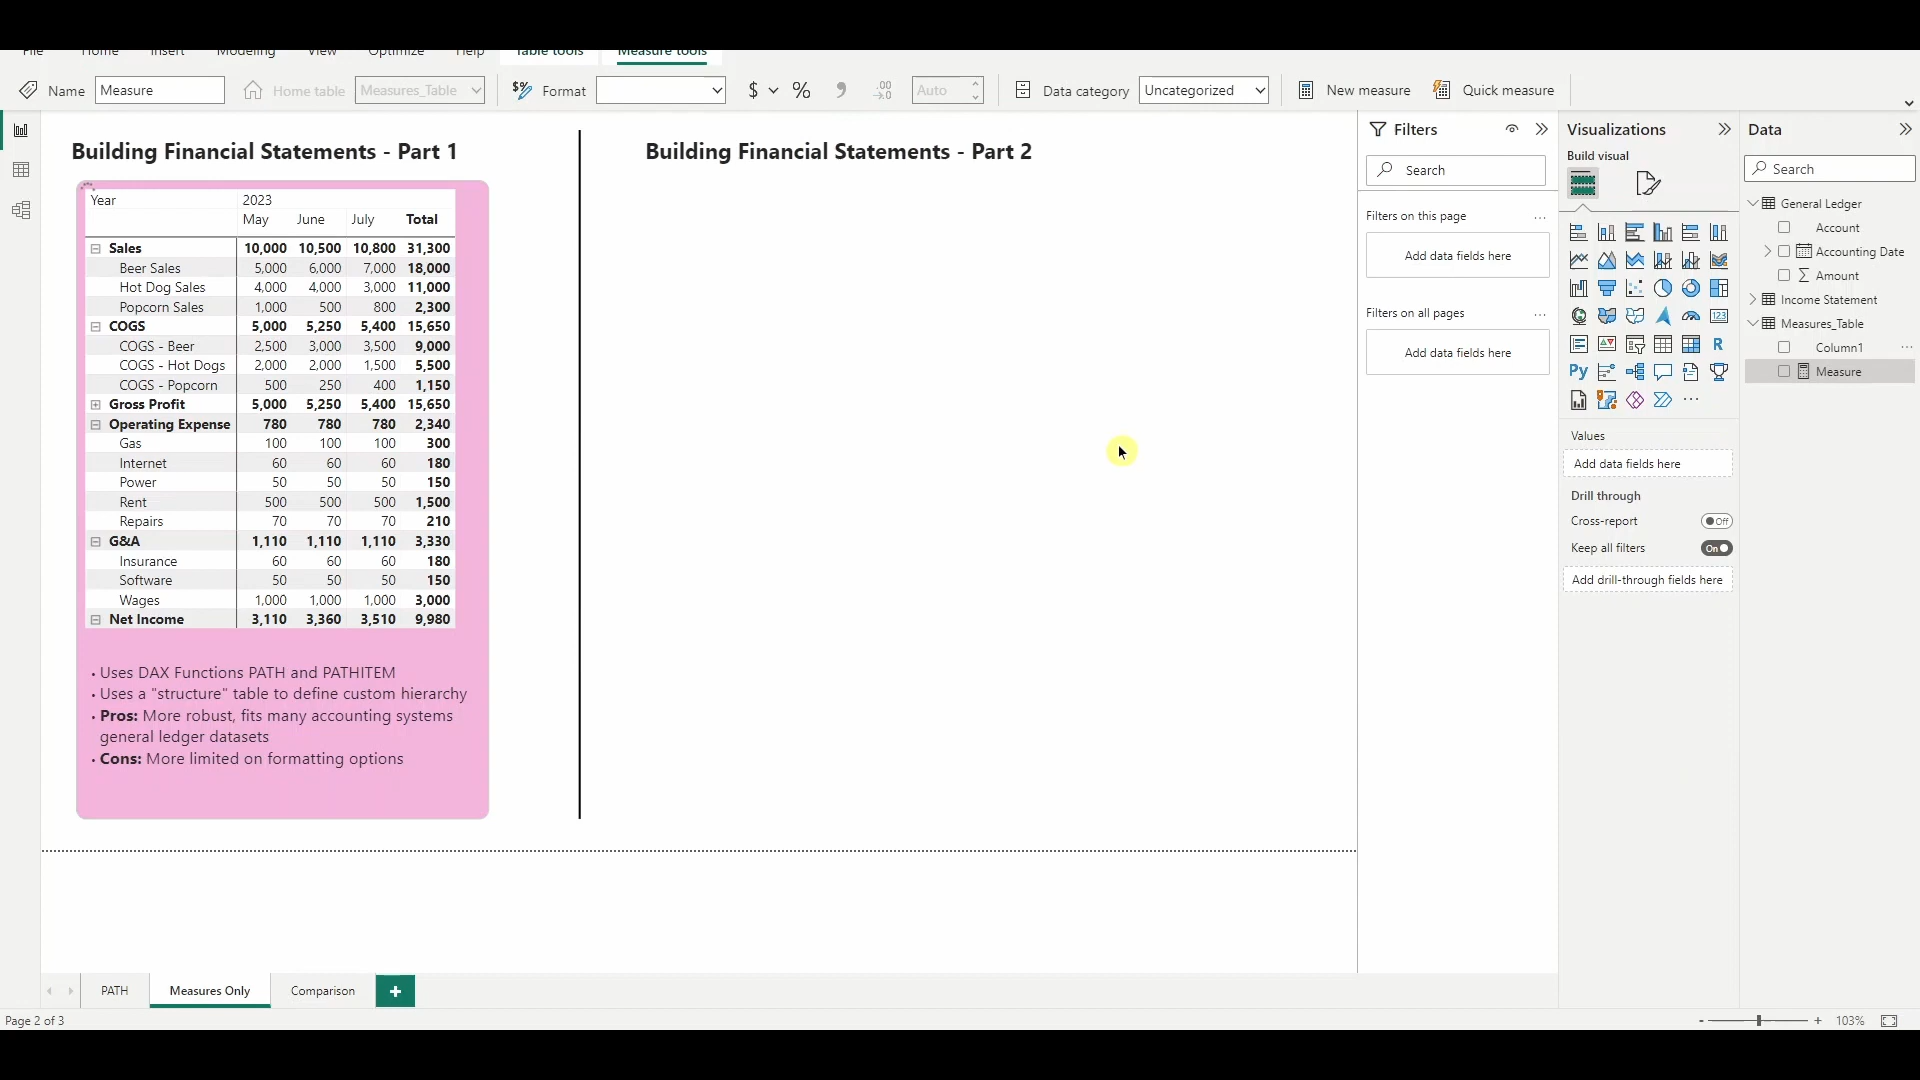 File Home Insert Modeling View Optimize Help Table tools Measure tools
Name Measure Home table Measures_Table Format $ % Auto Data category Uncategorized New measure Quick measure
Building Financial Statements - Part 1
Building Financial Statements - Part 2
Year 2023
May June July Total
Sales 10,000 10,500 10,800 31,300
Beer Sales 5,000 6,000 7,000 18,000
Hot Dog Sales 4,000 4,000 3,000 11,000
Popcorn Sales 1,000 500 800 2,300
COGS 5,000 5,250 5,400 15,650
COGS - Beer 2,500 3,000 3,500 9,000
COGS - Hot Dogs 2,000 2,000 1,500 5,500
COGS - Popcorn 500 250 400 1,150
Gross Profit 5,000 5,250 5,400 15,650
Operating Expense 780 780 780 2,340
Gas 100 100 100 300
Internet 60 60 60 180
Power 50 50 50 150
Rent 500 500 500 1,500
Repairs 70 70 70 210
G&A 1,110 1,110 1,110 3,330
Insurance 60 60 60 180
Software 50 50 50 150
Wages 1,000 1,000 1,000 3,000
Net Income 3,110 3,360 3,510 9,980
• Uses DAX Functions PATH and PATHITEM
• Uses a "structure" table to define custom hierarchy
• Pros: More robust, fits many accounting systems
general ledger datasets
• Cons: More limited on formatting options
Filters
Search
Filters on this page ...
Add data fields here
Filters on all pages ...
Add data fields here
Visualizations
Build visual
123
R
Py
...
Values
Add data fields here
Drill through
Cross-report Off
Keep all filters On
Add drill-through fields here
Data
Search
General Ledger
Account
Accounting Date
Σ Amount
Income Statement
Measures_Table
Column1 ...
Measure
PATH Measures Only Comparison +
Page 2 of 3
- + 103%